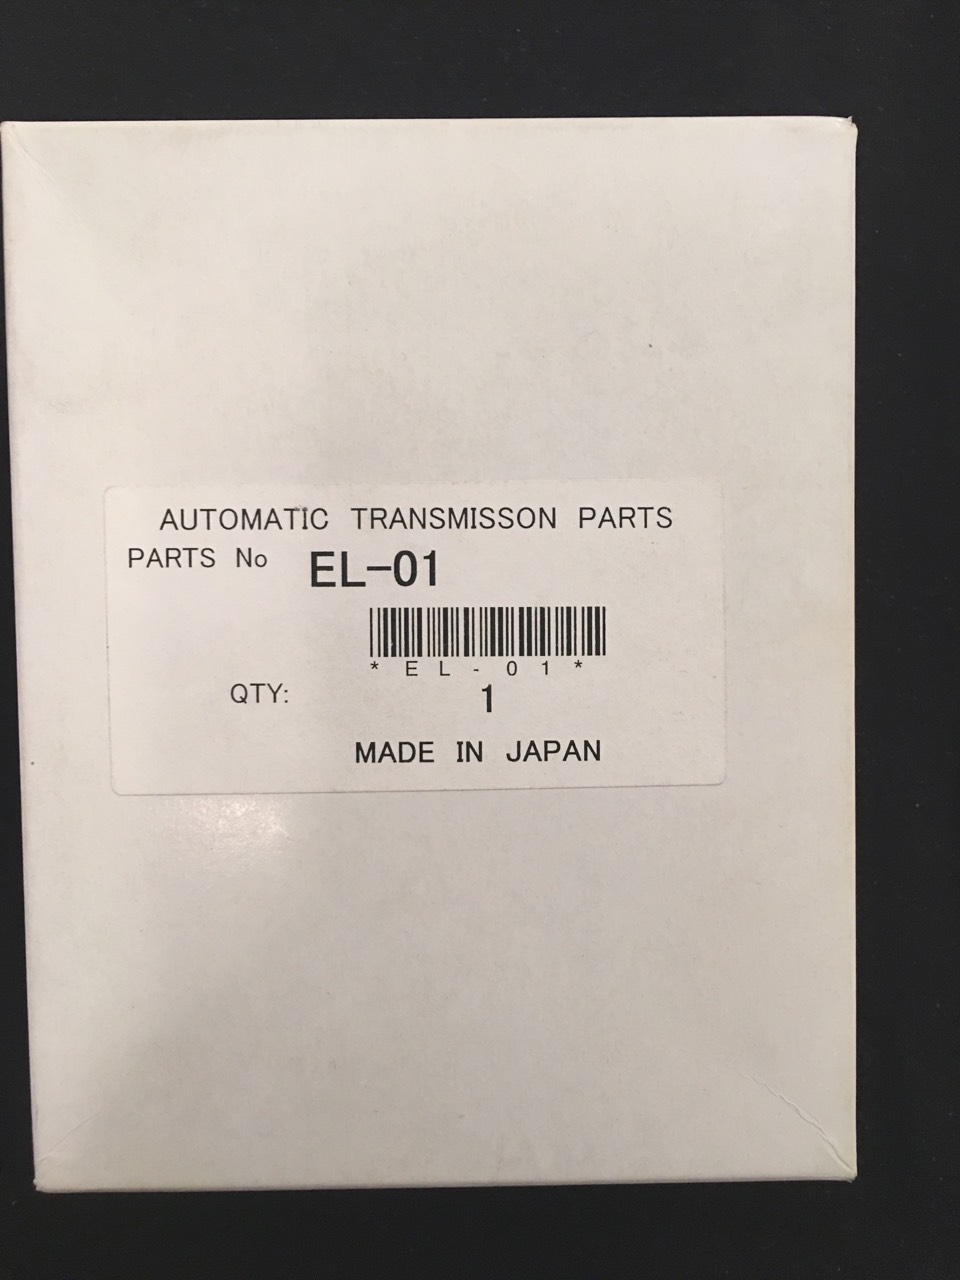 AUTOMATIC TRANSMISSON PARTS
PARTS No EL-01
*EL-01*
QTY: 1
MADE IN JAPAN